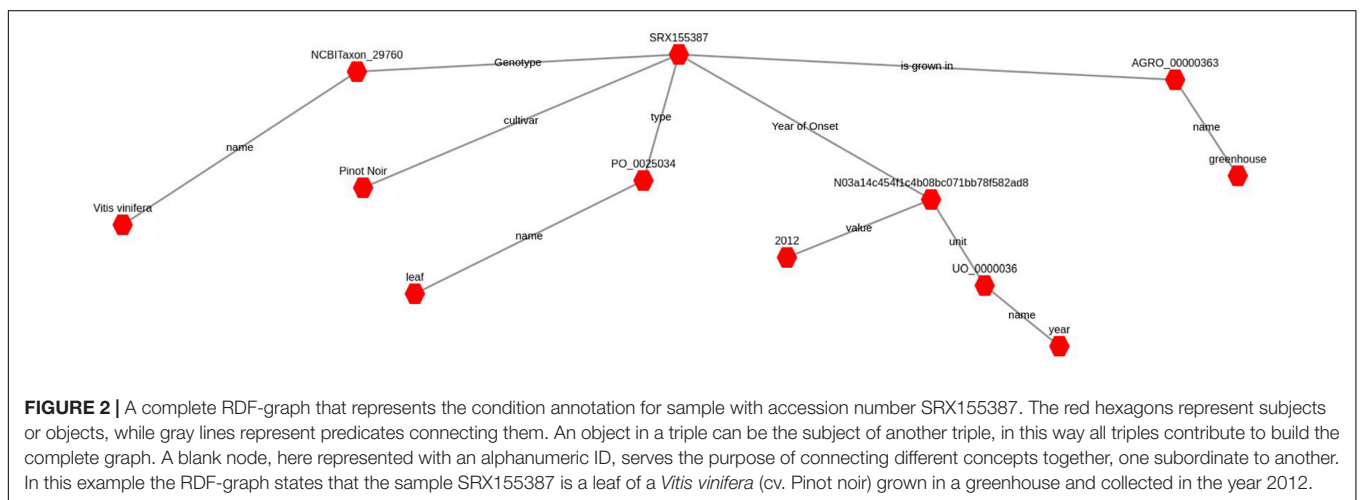 SRX155387
NCBITaxon_29760
Genotype
is grown in
AGRO_00000363
cultivar
type
Year of Onset
name
name
greenhouse
Pinot Noir
PO_0025034
N03a14c454f1c4b08bc071bb78f582ad8
Vitis vinifera
name
value
2012
unit
UO_0000036
leaf
name
year
FIGURE 2 | A complete RDF-graph that represents the condition annotation for sample with accession number SRX155387. The red hexagons represent subjects
or objects, while gray lines represent predicates connecting them. An object in a triple can be the subject of another triple, in this way all triples contribute to build the
complete graph. A blank node, here represented with an alphanumeric ID, serves the purpose of connecting different concepts together, one subordinate to another.
In this example the RDF-graph states that the sample SRX155387 is a leaf of a Vitis vinifera (cv. Pinot noir) grown in a greenhouse and collected in the year 2012.